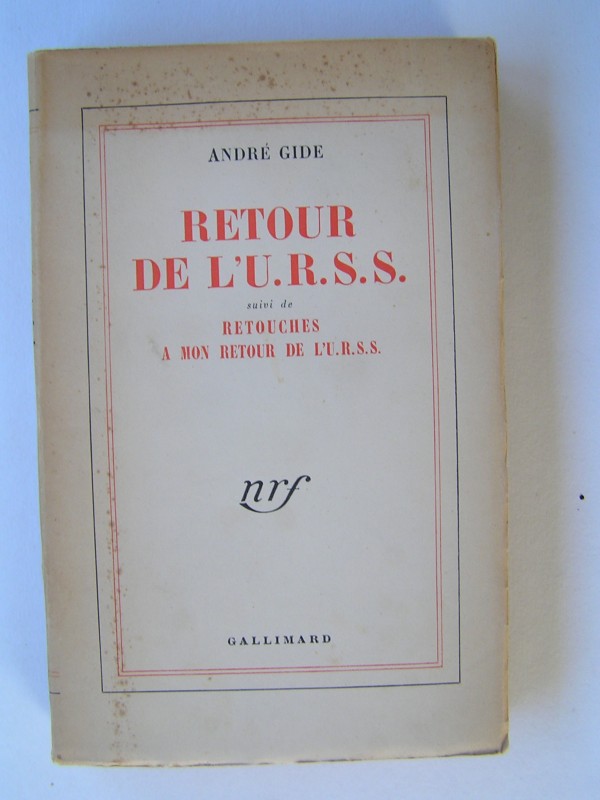 ANDRÉ GIDE
RETOUR
DE L'U.R.S.S.
suivi de
RETOUCHES
A MON RETOUR DE L'U.R.S.S.
nrf
GALLIMARD